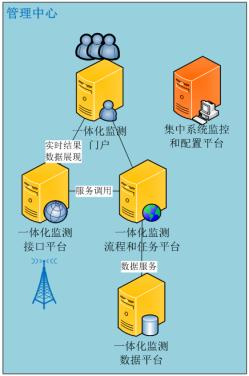 管理中心
一体化监测
门户
集中系统监控
和配置平台
实时结果
数据展现
服务调用
一体化监测
接口平台
一体化监测
流程和任务平台
数据服务
一体化监测
数据平台